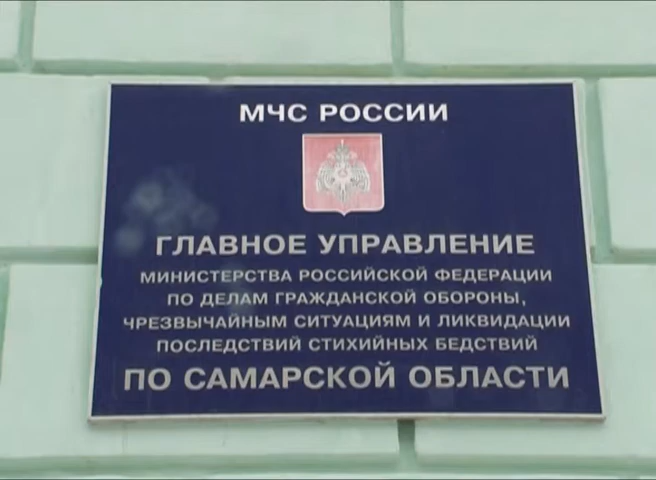 МЧС РОССИИ
ГЛАВНОЕ УПРАВЛЕНИЕ
МИНИСТЕРСТВА РОССИЙСКОЙ ФЕДЕРАЦИИ
ПО ДЕЛАМ ГРАЖДАНСКОЙ ОБОРОНЫ,
ЧРЕЗВЫЧАЙНЫМ СИТУАЦИЯМ И ЛИКВИДАЦИИ
ПОСЛЕДСТВИЙ СТИХИЙНЫХ БЕДСТВИЙ
ПО САМАРСКОЙ ОБЛАСТИ